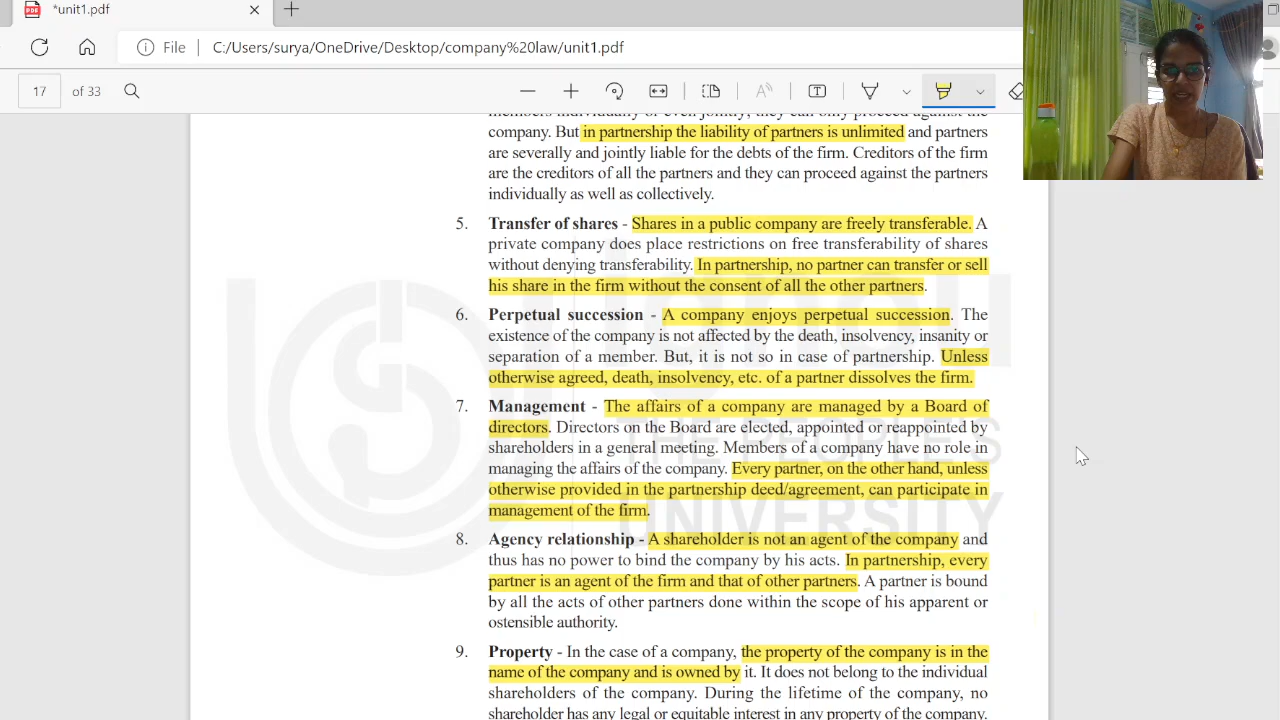 *unit1.pdf
File
C:/Users/surya/OneDrive/Desktop/company%20law/unit1.pdf
17 of 33
members individually or even jointly, they can only proceed against the
company. But in partnership the liability of partners is unlimited and partners
are severally and jointly liable for the debts of the firm. Creditors of the firm
are the creditors of all the partners and they can proceed against the partners
individually as well as collectively.
5. Transfer of shares - Shares in a public company are freely transferable. A
private company does place restrictions on free transferability of shares
without denying transferability. In partnership, no partner can transfer or sell
his share in the firm without the consent of all the other partners.
6. Perpetual succession - A company enjoys perpetual succession. The
existence of the company is not affected by the death, insolvency, insanity or
separation of a member. But, it is not so in case of partnership. Unless
otherwise agreed, death, insolvency, etc. of a partner dissolves the firm.
7. Management - The affairs of a company are managed by a Board of
directors. Directors on the Board are elected, appointed or reappointed by
shareholders in a general meeting. Members of a company have no role in
managing the affairs of the company. Every partner, on the other hand, unless
otherwise provided in the partnership deed/agreement, can participate in
management of the firm.
8. Agency relationship - A shareholder is not an agent of the company and
thus has no power to bind the company by his acts. In partnership, every
partner is an agent of the firm and that of other partners. A partner is bound
by all the acts of other partners done within the scope of his apparent or
ostensible authority.
9. Property - In the case of a company, the property of the company is in the
name of the company and is owned by it. It does not belong to the individual
shareholders of the company. During the lifetime of the company, no
shareholder has any legal or equitable interest in any property of the company.
THE PEOPLE'S
UNIVERSITY